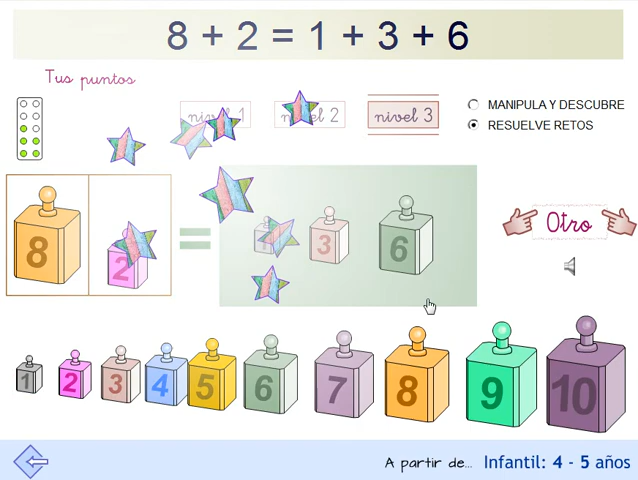 8 + 2 = 1 + 3 + 6
Tus puntos
nivel 1
nivel 2
nivel 3
MANIPULA Y DESCUBRE
RESUELVE RETOS
8 2 = 3 6
Otro
1 2 3 4 5 6 7 8 9 10
A partir de... Infantil: 4 - 5 años